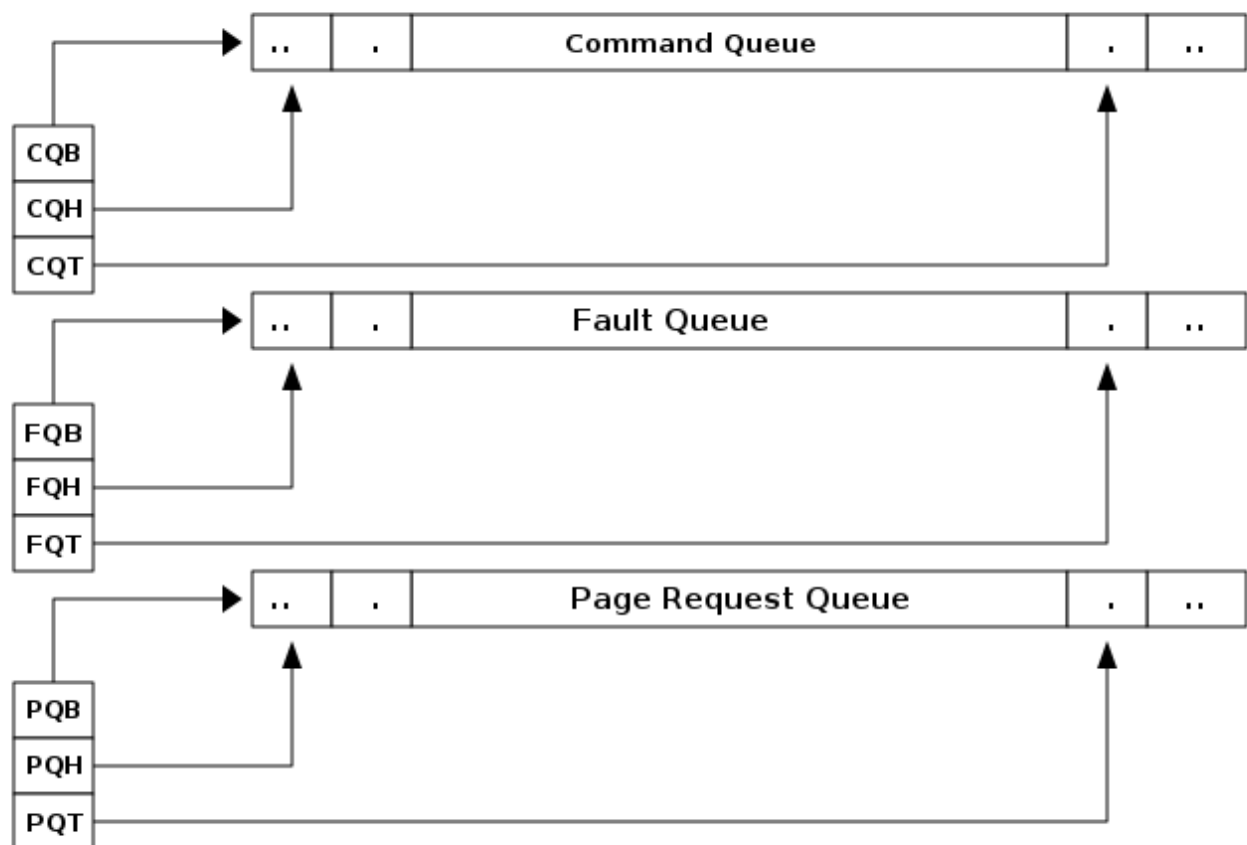 .. . Command Queue . ..
CQB
CQH
CQT
.. . Fault Queue . ..
FQB
FQH
FQT
.. . Page Request Queue . ..
PQB
PQH
PQT